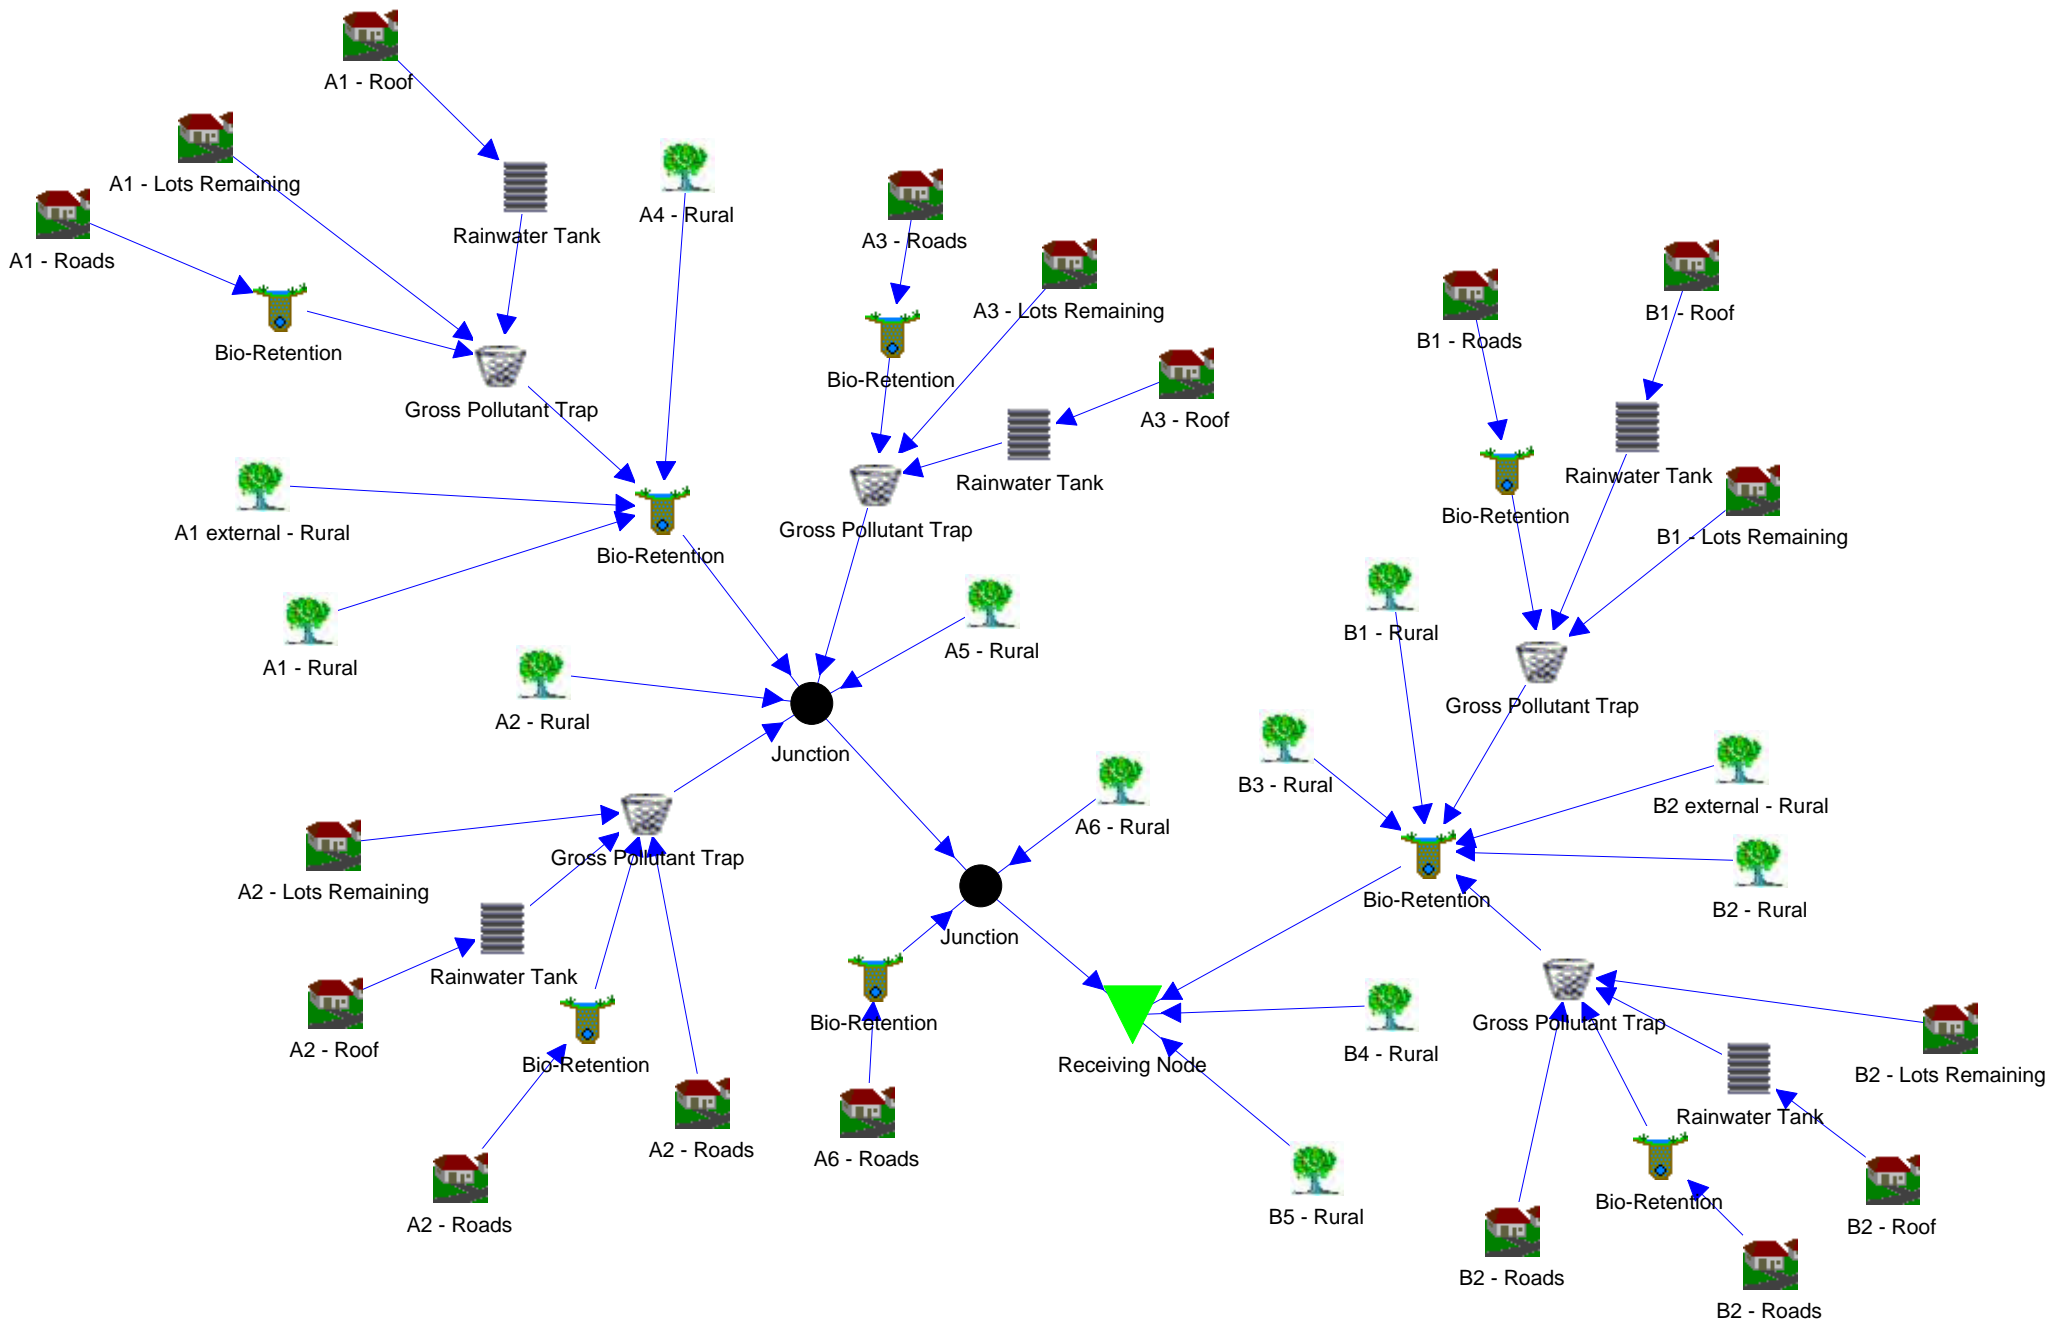 A1 - Roof
A1 - Lots Remaining
A4 - Rural
Rainwater Tank
A3 - Roads
A1 - Roads
A3 - Lots Remaining
B1 - Roof
B1 - Roads
Bio-Retention
Bio-Retention
Gross Pollutant Trap
A3 - Roof
Rainwater Tank
Rainwater Tank
Bio-Retention
Gross Pollutant Trap
A1 external - Rural
B1 - Lots Remaining
Bio-Retention
B1 - Rural
A5 - Rural
A1 - Rural
Gross Pollutant Trap
A2 - Rural
Junction
B3 - Rural
B2 external - Rural
A6 - Rural
Gross Pollutant Trap
A2 - Lots Remaining
Bio-Retention
B2 - Rural
Junction
Rainwater Tank
Bio-Retention
Gross Pollutant Trap
A2 - Roof
B4 - Rural
Bio-Retention
Receiving Node
B2 - Lots Remaining
Rainwater Tank
A2 - Roads
A6 - Roads
Bio-Retention
B5 - Rural
A2 - Roads
B2 - Roof
B2 - Roads
B2 - Roads